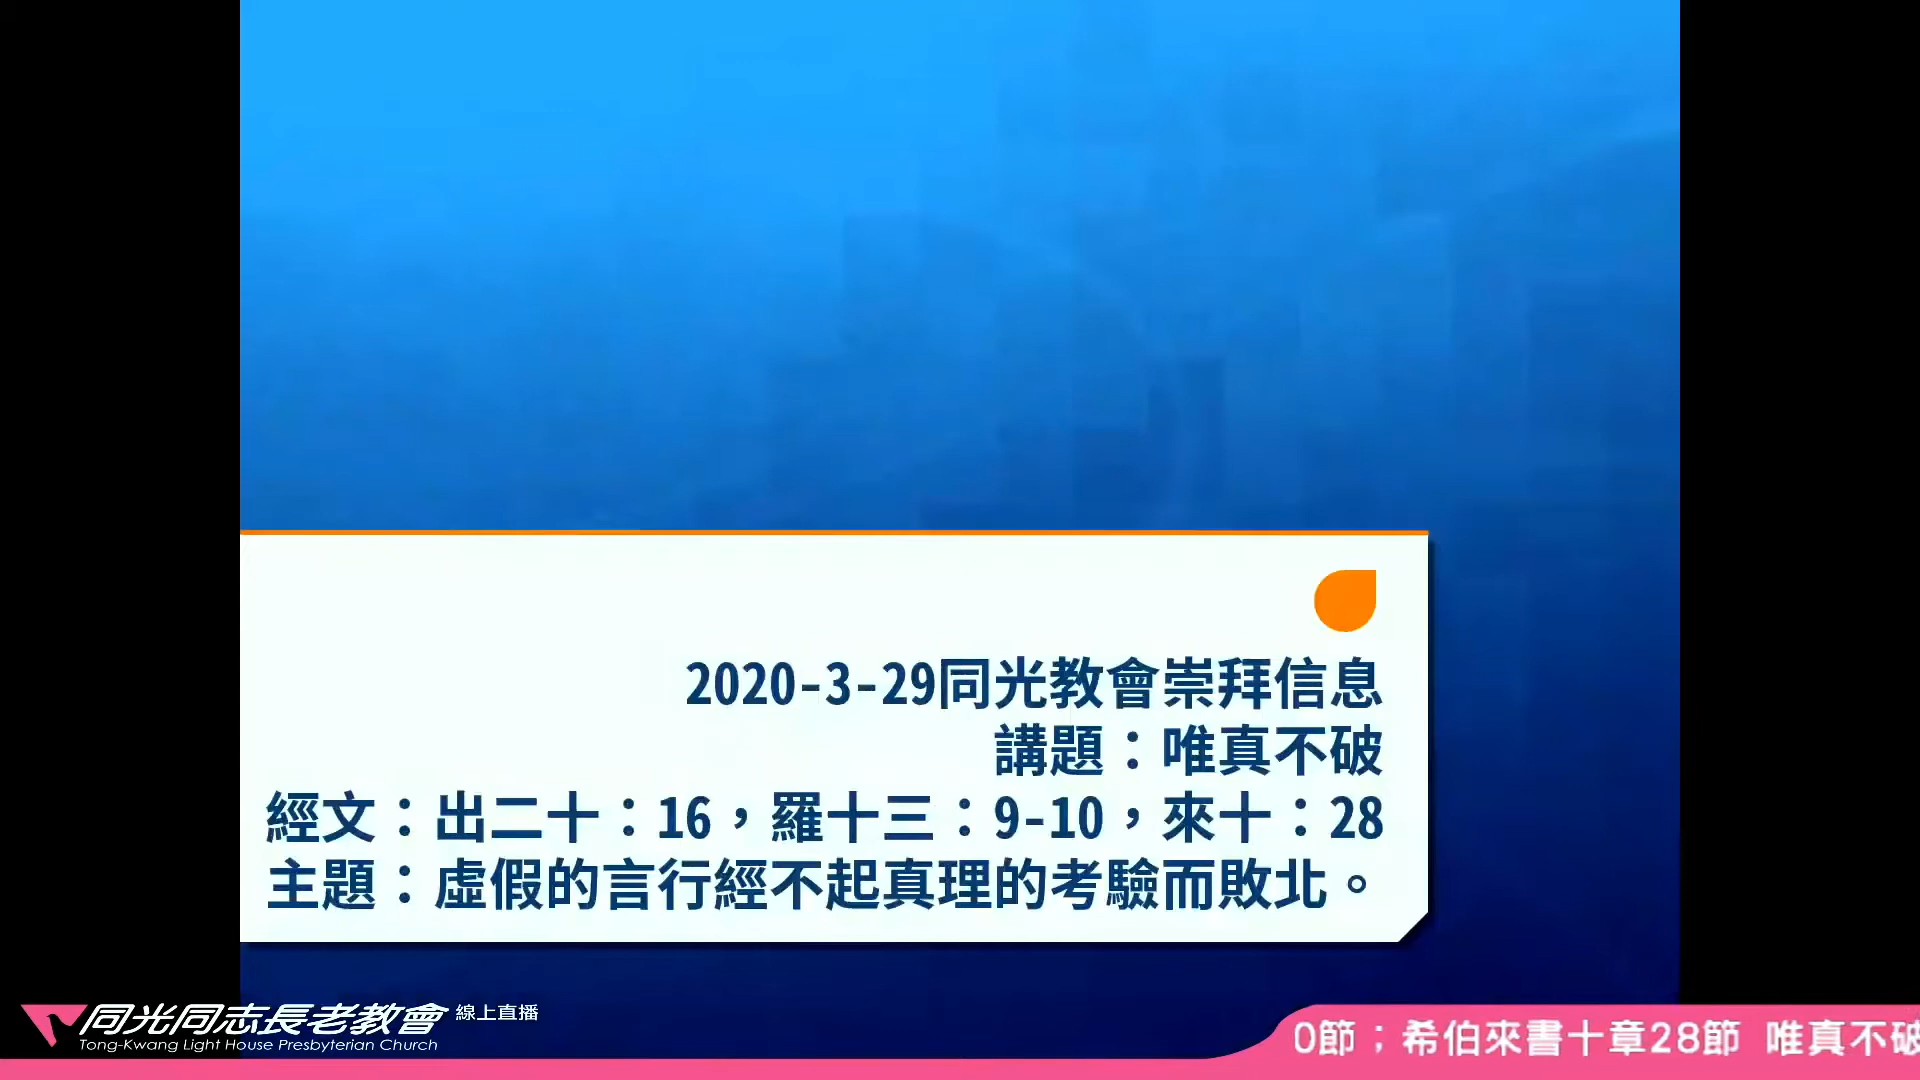 2020-3-29同光教會崇拜信息
講題：唯真不破
經文：出二十：16，羅十三：9-10，來十：28
主題：虛假的言行經不起真理的考驗而敗北。
同光同志長老教會 線上直播
Tong-Kwang Light House Presbyterian Church
0節；希伯來書十章28節 唯真不破